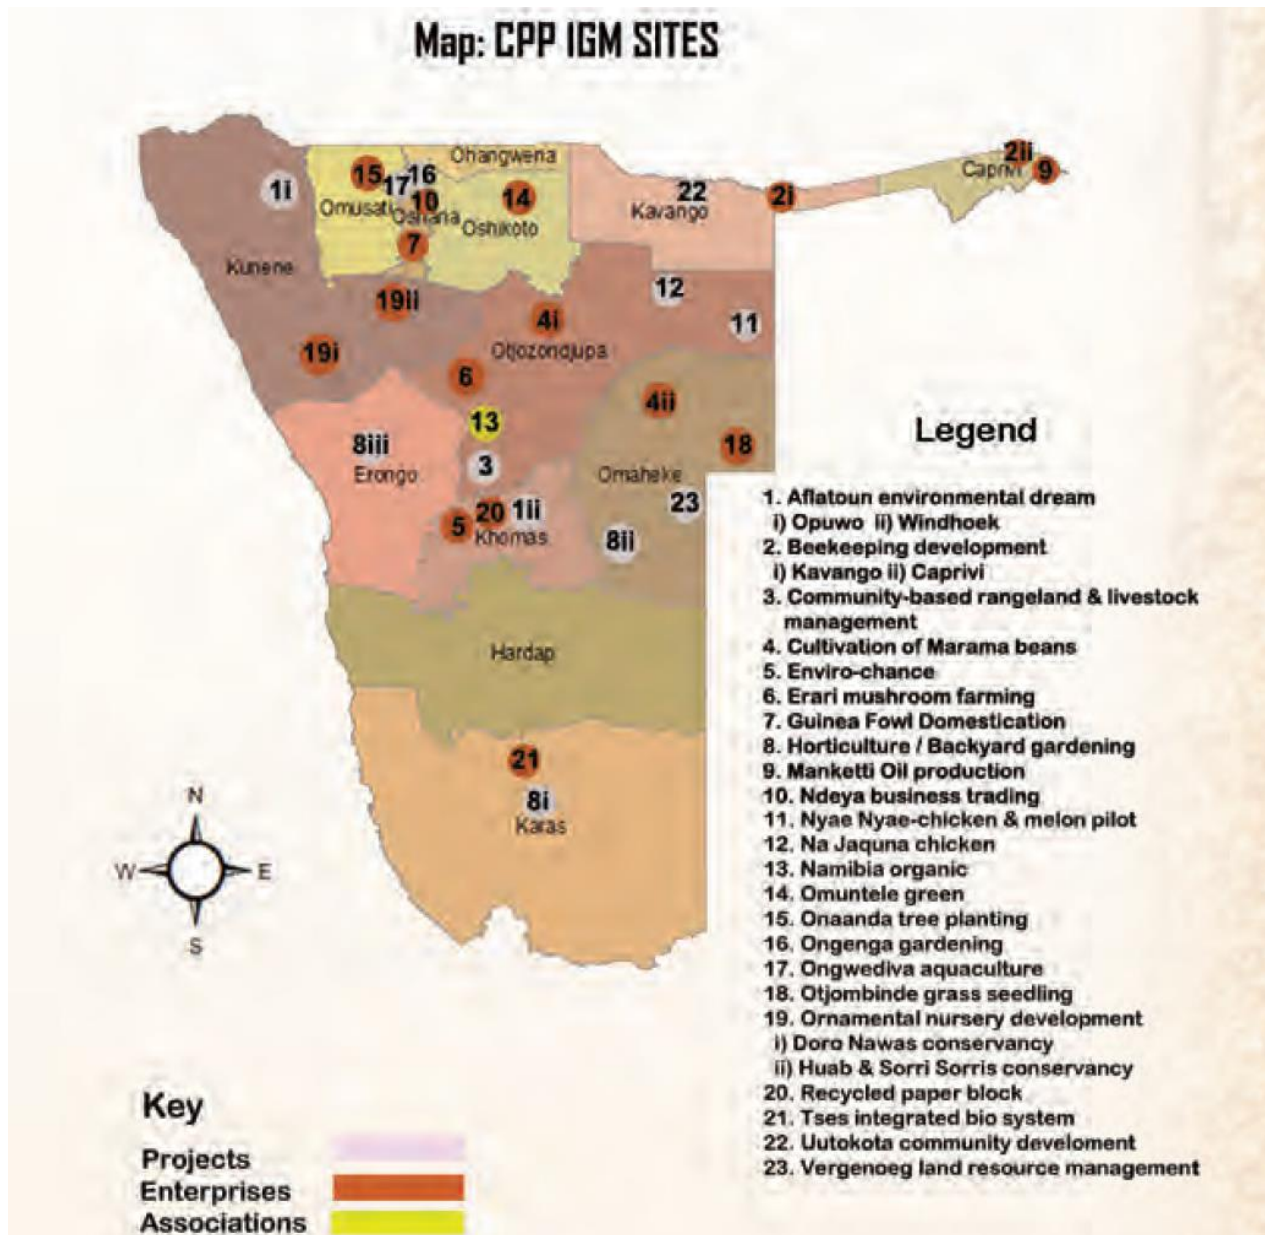 Map: CPP IGM SITES
Ohangwena
15
16
17
10
14
22
2i
2ii
Caprivi
9
1i
Omusati
Oshana
Oshikoto
Kavango
7
Kunene
19ii
12
4i
11
19i
Otjozondjupa
6
4ii
13
8iii
18
Erongo
3
Omaheke
23
20
1ii
5
Khomas
8ii
Hardap
21
8i
Karas
N
W
E
S
Legend
1. Aflatoun environmental dream
i) Opuwo ii) Windhoek
2. Beekeeping development
i) Kavango ii) Caprivi
3. Community-based rangeland & livestock
management
4. Cultivation of Marama beans
5. Enviro-chance
6. Erari mushroom farming
7. Guinea Fowl Domestication
8. Horticulture / Backyard gardening
9. Manketti Oil production
10. Ndeya business trading
11. Nyae Nyae-chicken & melon pilot
12. Na Jaquna chicken
13. Namibia organic
14. Omuntele green
15. Onaanda tree planting
16. Ongenga gardening
17. Ongwediva aquaculture
18. Otjombinde grass seedling
19. Ornamental nursery development
i) Doro Nawas conservancy
ii) Huab & Sorri Sorris conservancy
20. Recycled paper block
21. Tses integrated bio system
22. Uutokota community develoment
23. Vergenoeg land resource management
Key
Projects
Enterprises
Associations